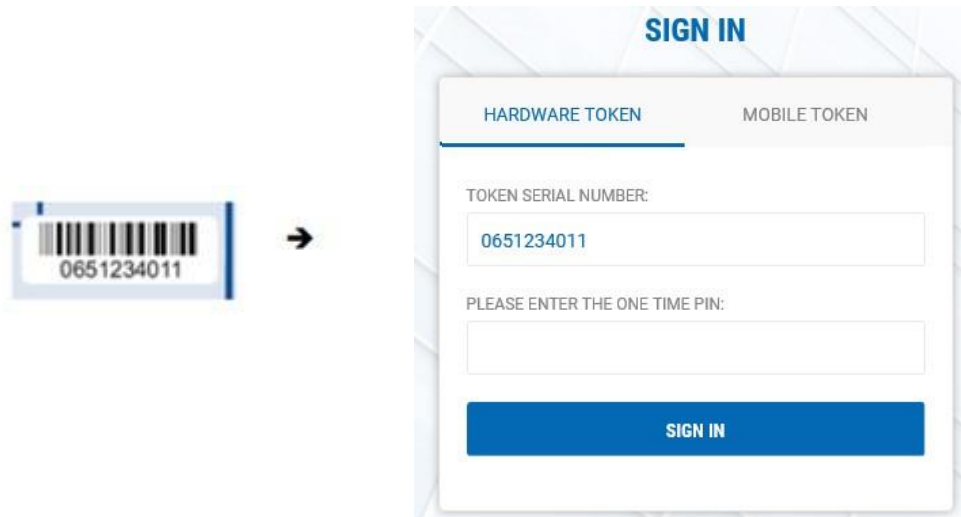 SIGN IN
HARDWARE TOKEN MOBILE TOKEN
TOKEN SERIAL NUMBER:
0651234011
0651234011
PLEASE ENTER THE ONE TIME PIN:
SIGN IN